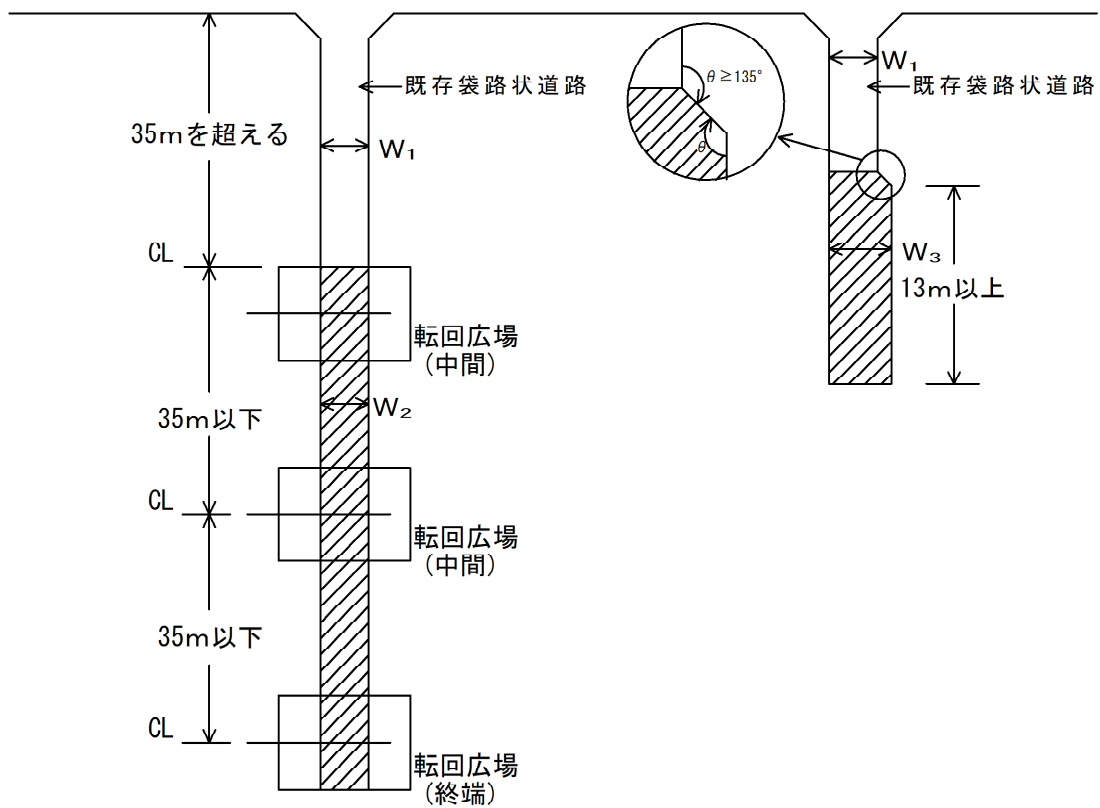 35mを超える
既存袋路状道路
W₁
CL
転回広場
(中間)
35m以下
W₂
CL
転回広場
(中間)
35m以下
CL
転回広場
(終端)
θ≧135°
θ
W₁
既存袋路状道路
W₃
13m以上